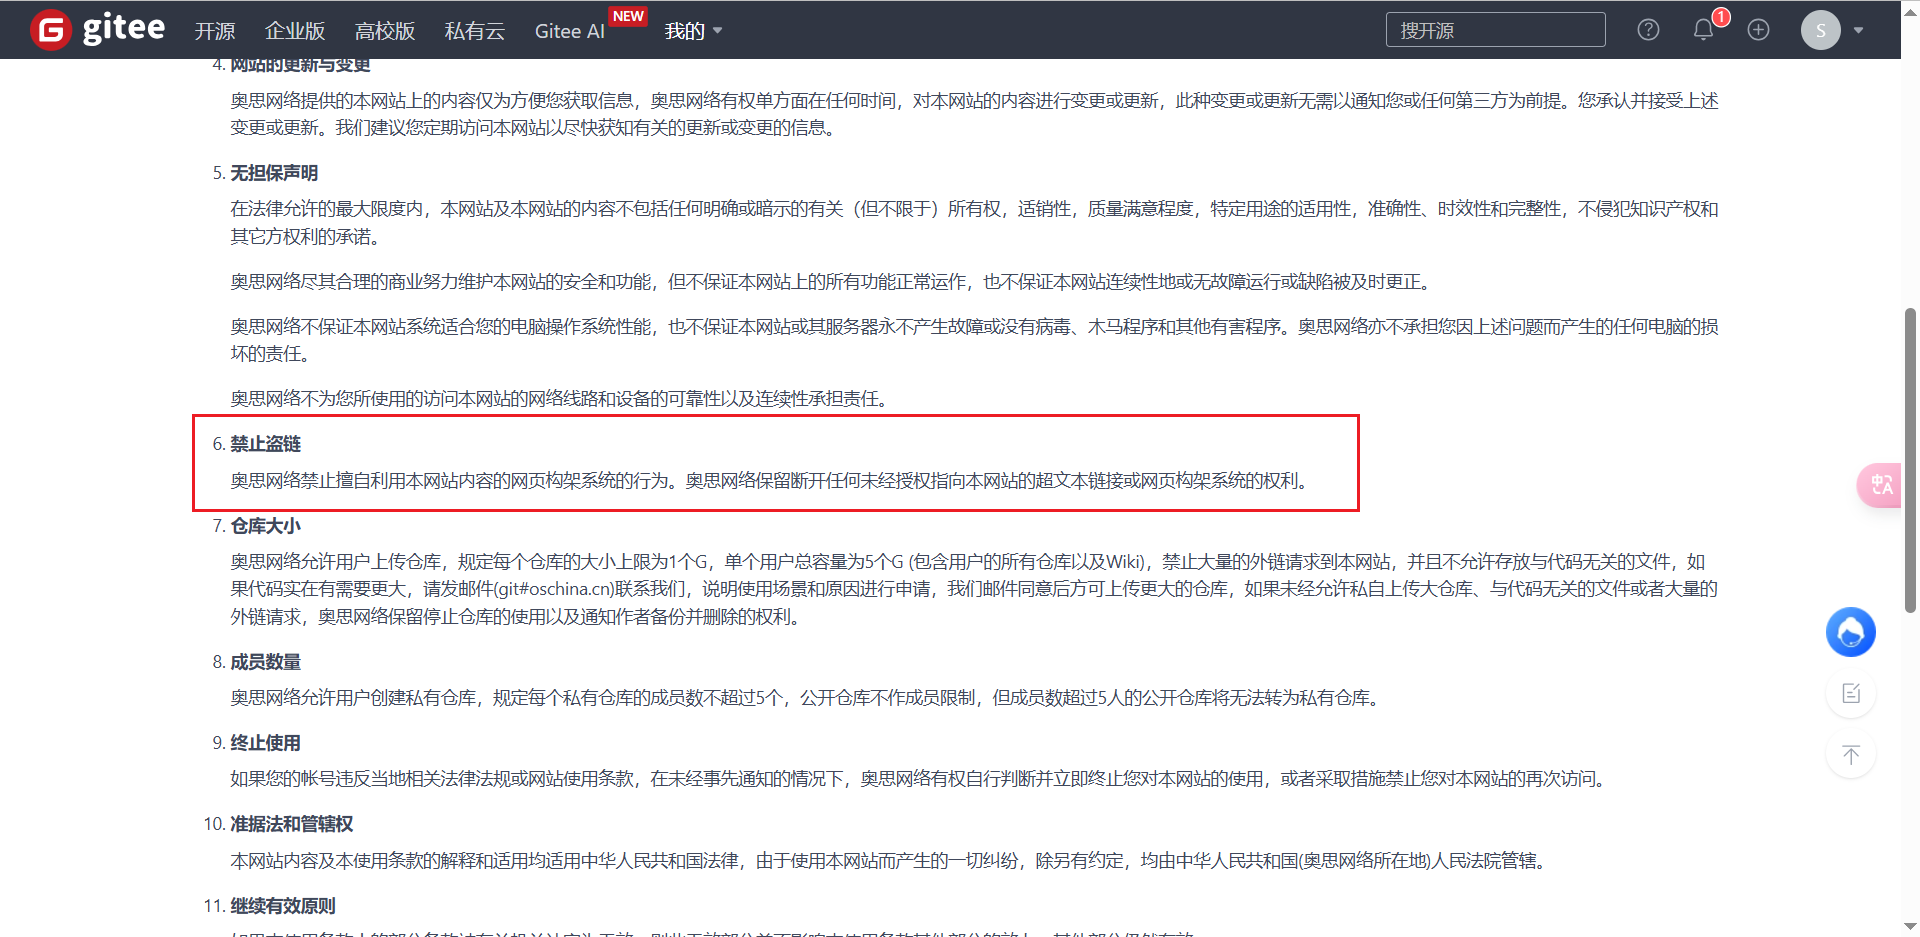 gitee 开源 企业版 高校版 私有云 Gitee AI NEW 我的 搜开源 1 S
4. 网站的更新与变更
奥思网络提供的本网站上的内容仅为方便您获取信息，奥思网络有权单方面在任何时间，对本网站的内容进行变更或更新，此种变更或更新无需以通知您或任何第三方为前提。您承认并接受上述
变更或更新。我们建议您定期访问本网站以尽快获知有关的更新或变更的信息。
5. 无担保声明
在法律允许的最大限度内，本网站及本网站的内容不包括任何明确或暗示的有关（但不限于）所有权，适销性，质量满意程度，特定用途的适用性，准确性、时效性和完整性，不侵犯知识产权和
其它方权利的承诺。
奥思网络尽其合理的商业努力维护本网站的安全和功能，但不保证本网站上的所有功能正常运作，也不保证本网站连续性地或无故障运行或缺陷被及时更正。
奥思网络不保证本网站系统适合您的电脑操作系统性能，也不保证本网站或其服务器永不产生故障或没有病毒、木马程序和其他有害程序。奥思网络亦不承担您因上述问题而产生的任何电脑的损
坏的责任。
奥思网络不为您所使用的访问本网站的网络线路和设备的可靠性以及连续性承担责任。
6. 禁止盗链
奥思网络禁止擅自利用本网站内容的网页构架系统的行为。奥思网络保留断开任何未经授权指向本网站的超文本链接或网页构架系统的权利。
7. 仓库大小
奥思网络允许用户上传仓库，规定每个仓库的大小上限为1个G，单个用户总容量为5个G (包含用户的所有仓库以及Wiki)，禁止大量的外链请求到本网站，并且不允许存放与代码无关的文件，如
果代码实在有需要更大，请发邮件(git#oschina.cn)联系我们，说明使用场景和原因进行申请，我们邮件同意后方可上传更大的仓库，如果未经允许私自上传大仓库、与代码无关的文件或者大量的
外链请求，奥思网络保留停止仓库的使用以及通知作者备份并删除的权利。
8. 成员数量
奥思网络允许用户创建私有仓库，规定每个私有仓库的成员数不超过5个，公开仓库不作成员限制，但成员数超过5人的公开仓库将无法转为私有仓库。
9. 终止使用
如果您的帐号违反当地相关法律法规或网站使用条款，在未经事先通知的情况下，奥思网络有权自行判断并立即终止您对本网站的使用，或者采取措施禁止您对本网站的再次访问。
10. 准据法和管辖权
本网站内容及本使用条款的解释和适用均适用中华人民共和国法律，由于使用本网站而产生的一切纠纷，除另有约定，均由中华人民共和国(奥思网络所在地)人民法院管辖。
11. 继续有效原则